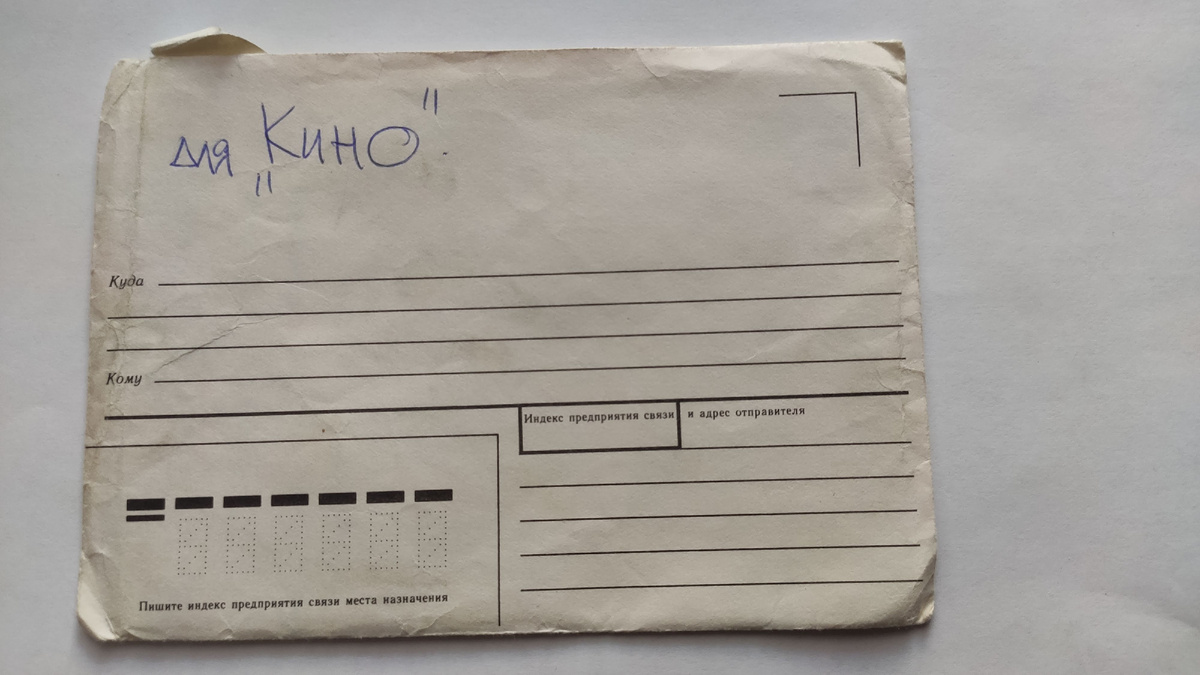 для „Кино".
Куда
Кому
Индекс предприятия связи и адрес отправителя
Пишите индекс предприятия связи места назначения